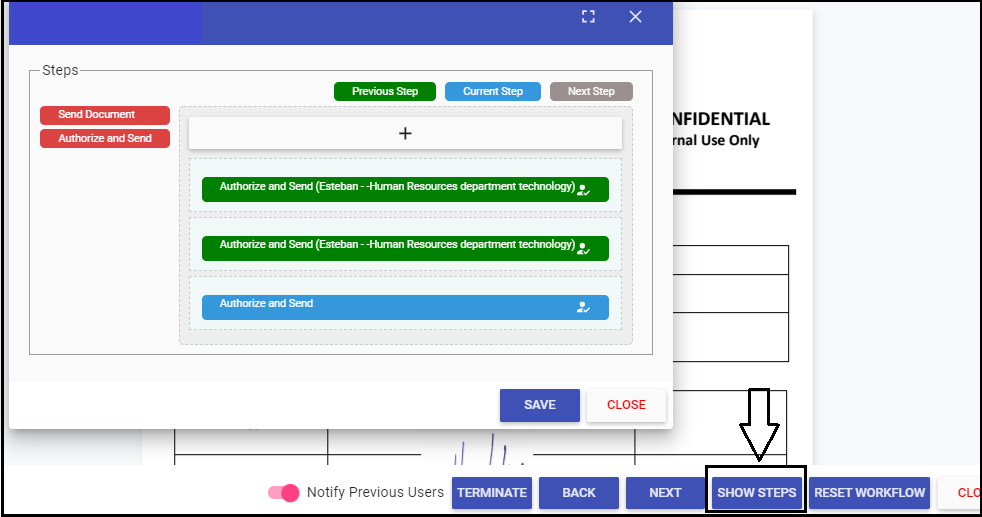 Steps
Previous Step Current Step Next Step
Send Document
Authorize and Send
+
Authorize and Send (Esteban - -Human Resources department technology)
Authorize and Send (Esteban - -Human Resources department technology)
Authorize and Send
SAVE CLOSE
NFIDENTIAL
rnal Use Only
Notify Previous Users TERMINATE BACK NEXT SHOW STEPS RESET WORKFLOW CLO